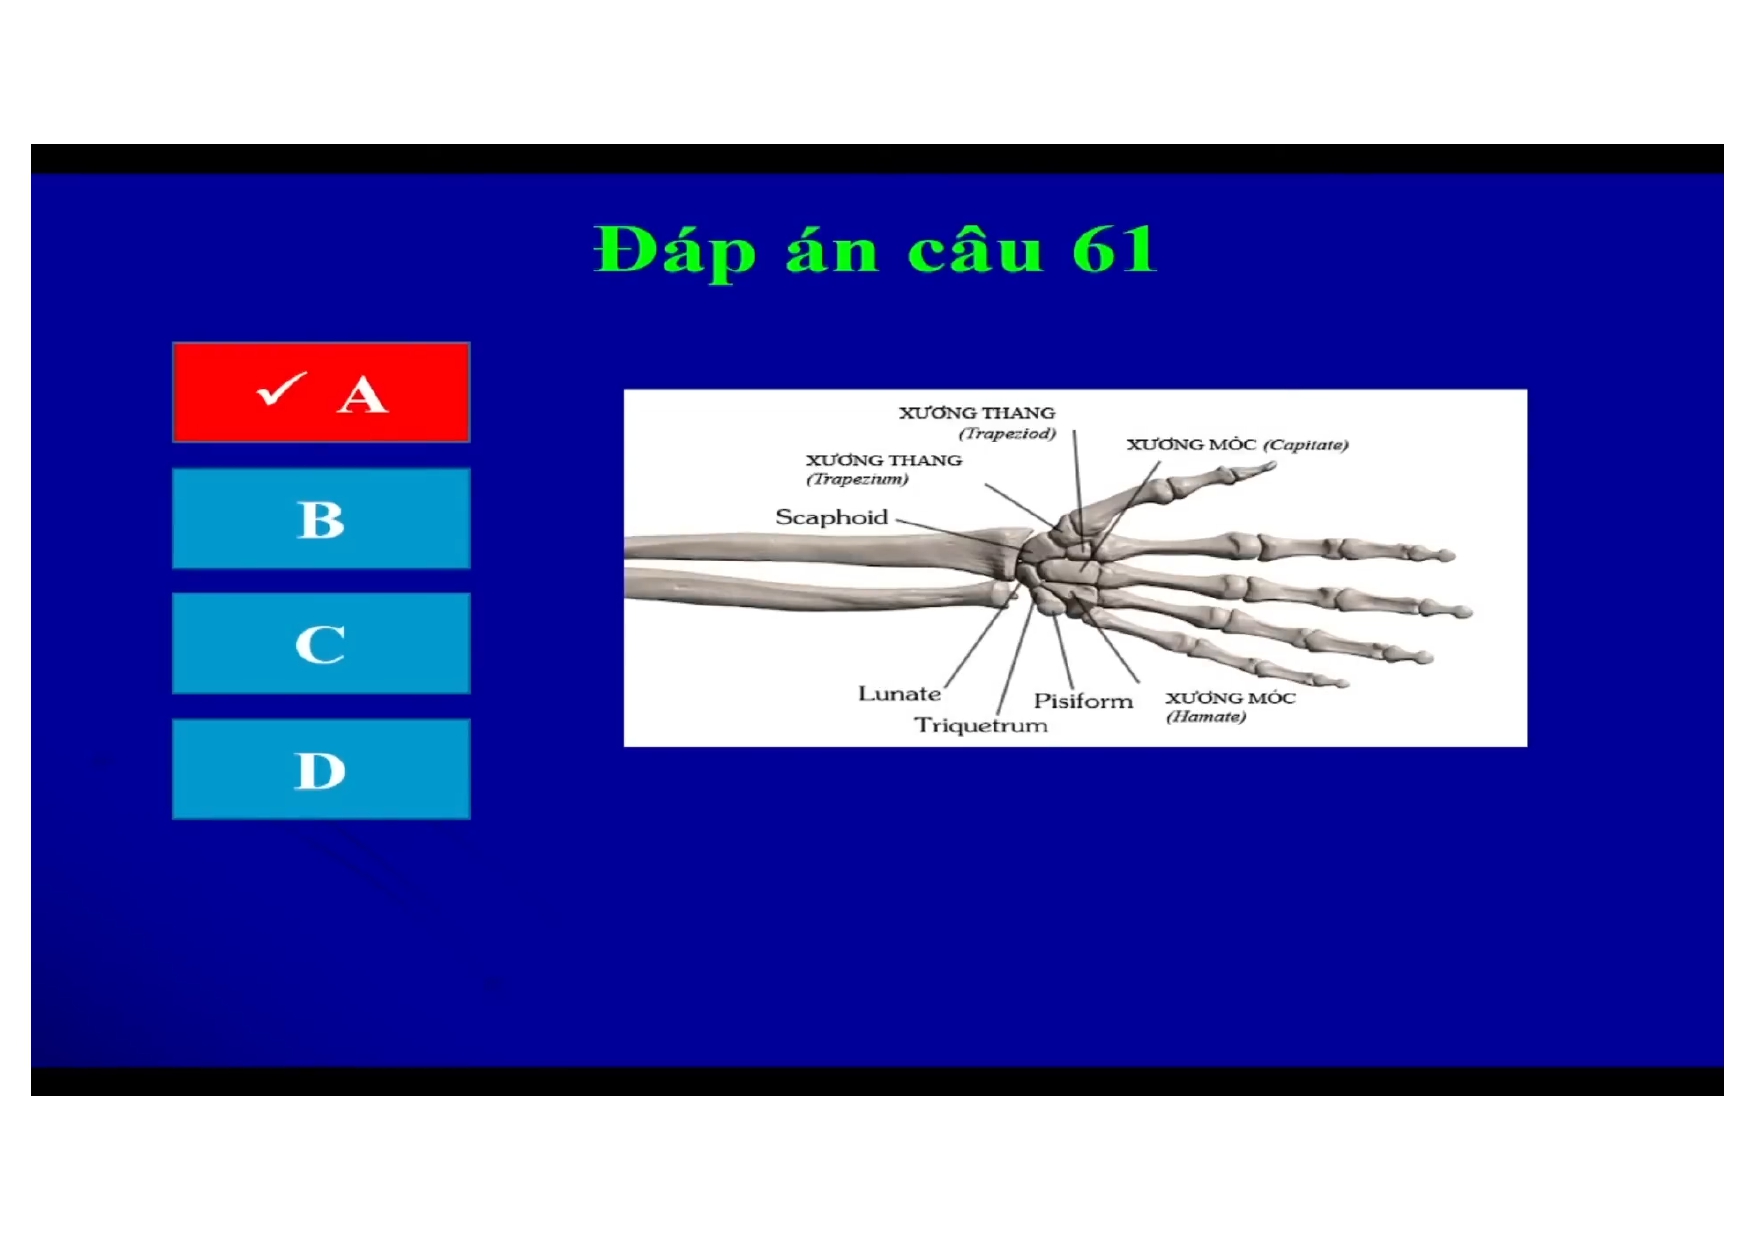 Đáp án câu 61
✓ A
B
C
D
XƯƠNG THANG
(Trapeziod)
XƯƠNG MÓC (Capitate)
XƯƠNG THANG
(Trapezium)
Scaphoid
Lunate
Triquetrum
Pisiform
XƯƠNG MÓC
(Hamate)